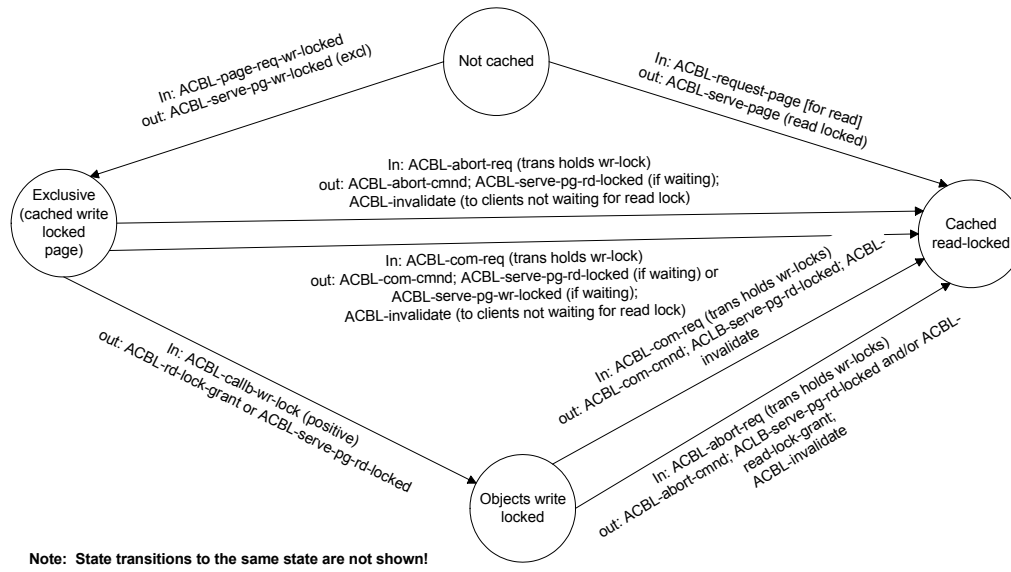 In: ACBL-page-req-wr-locked
out: ACBL-serve-pg-wr-locked (excl)
Not cached
In: ACBL-request-page [for read]
out: ACBL-serve-page (read locked)
In: ACBL-abort-req (trans holds wr-lock)
out: ACBL-abort-cmnd; ACBL-serve-pg-rd-locked (if waiting);
ACBL-invalidate (to clients not waiting for read lock)
Exclusive
(cached write
locked
page)
Cached
read-locked
In: ACBL-com-req (trans holds wr-lock)
out: ACBL-com-cmnd; ACBL-serve-pg-rd-locked (if waiting) or
ACBL-serve-pg-wr-locked (if waiting);
ACBL-invalidate (to clients not waiting for read lock)
In: ACBL-com-req (trans holds wr-locks)
out: ACBL-com-cmnd; ACLB-serve-pg-rd-locked; ACBL-
invalidate
In: ACBL-callb-wr-lock (positive)
out: ACBL-rd-lock-grant or ACBL-serve-pg-rd-locked
In: ACBL-abort-req (trans holds wr-locks)
out: ACBL-abort-cmnd; ACLB-serve-pg-rd-locked and/or ACBL-
read-lock-grant;
ACBL-invalidate
Objects write
locked
Note: State transitions to the same state are not shown!